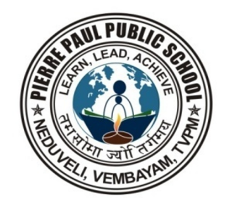 PIERRE PAUL PUBLIC SCHOOL
LEARN, LEAD, ACHIEVE
तमसोमा ज्योतिर्गमय
★ NEDUVELI, VEMBAYAM, TVPM ★